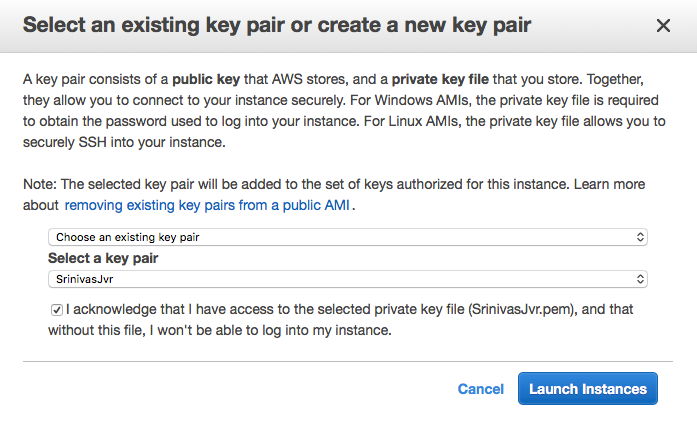 Select an existing key pair or create a new key pair
A key pair consists of a public key that AWS stores, and a private key file that you store. Together,
they allow you to connect to your instance securely. For Windows AMIs, the private key file is required
to obtain the password used to log into your instance. For Linux AMIs, the private key file allows you to
securely SSH into your instance.
Note: The selected key pair will be added to the set of keys authorized for this instance. Learn more
about removing existing key pairs from a public AMI.
Choose an existing key pair
Select a key pair
SrinivasJvr
I acknowledge that I have access to the selected private key file (SrinivasJvr.pem), and that
without this file, I won't be able to log into my instance.
Cancel Launch Instances